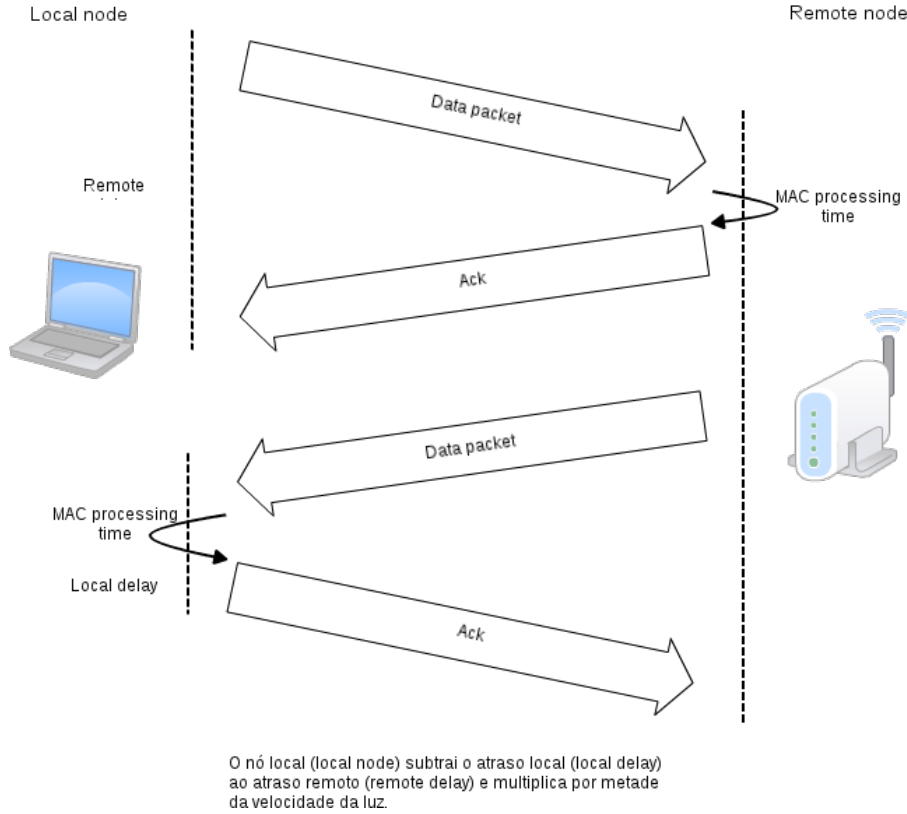 Local node
Remote node
Data packet
Remote
MAC processing
time
Ack
Data packet
MAC processing
time
Local delay
Ack
O nó local (local node) subtrai o atraso local (local delay)
ao atraso remoto (remote delay) e multiplica por metade
da velocidade da luz.